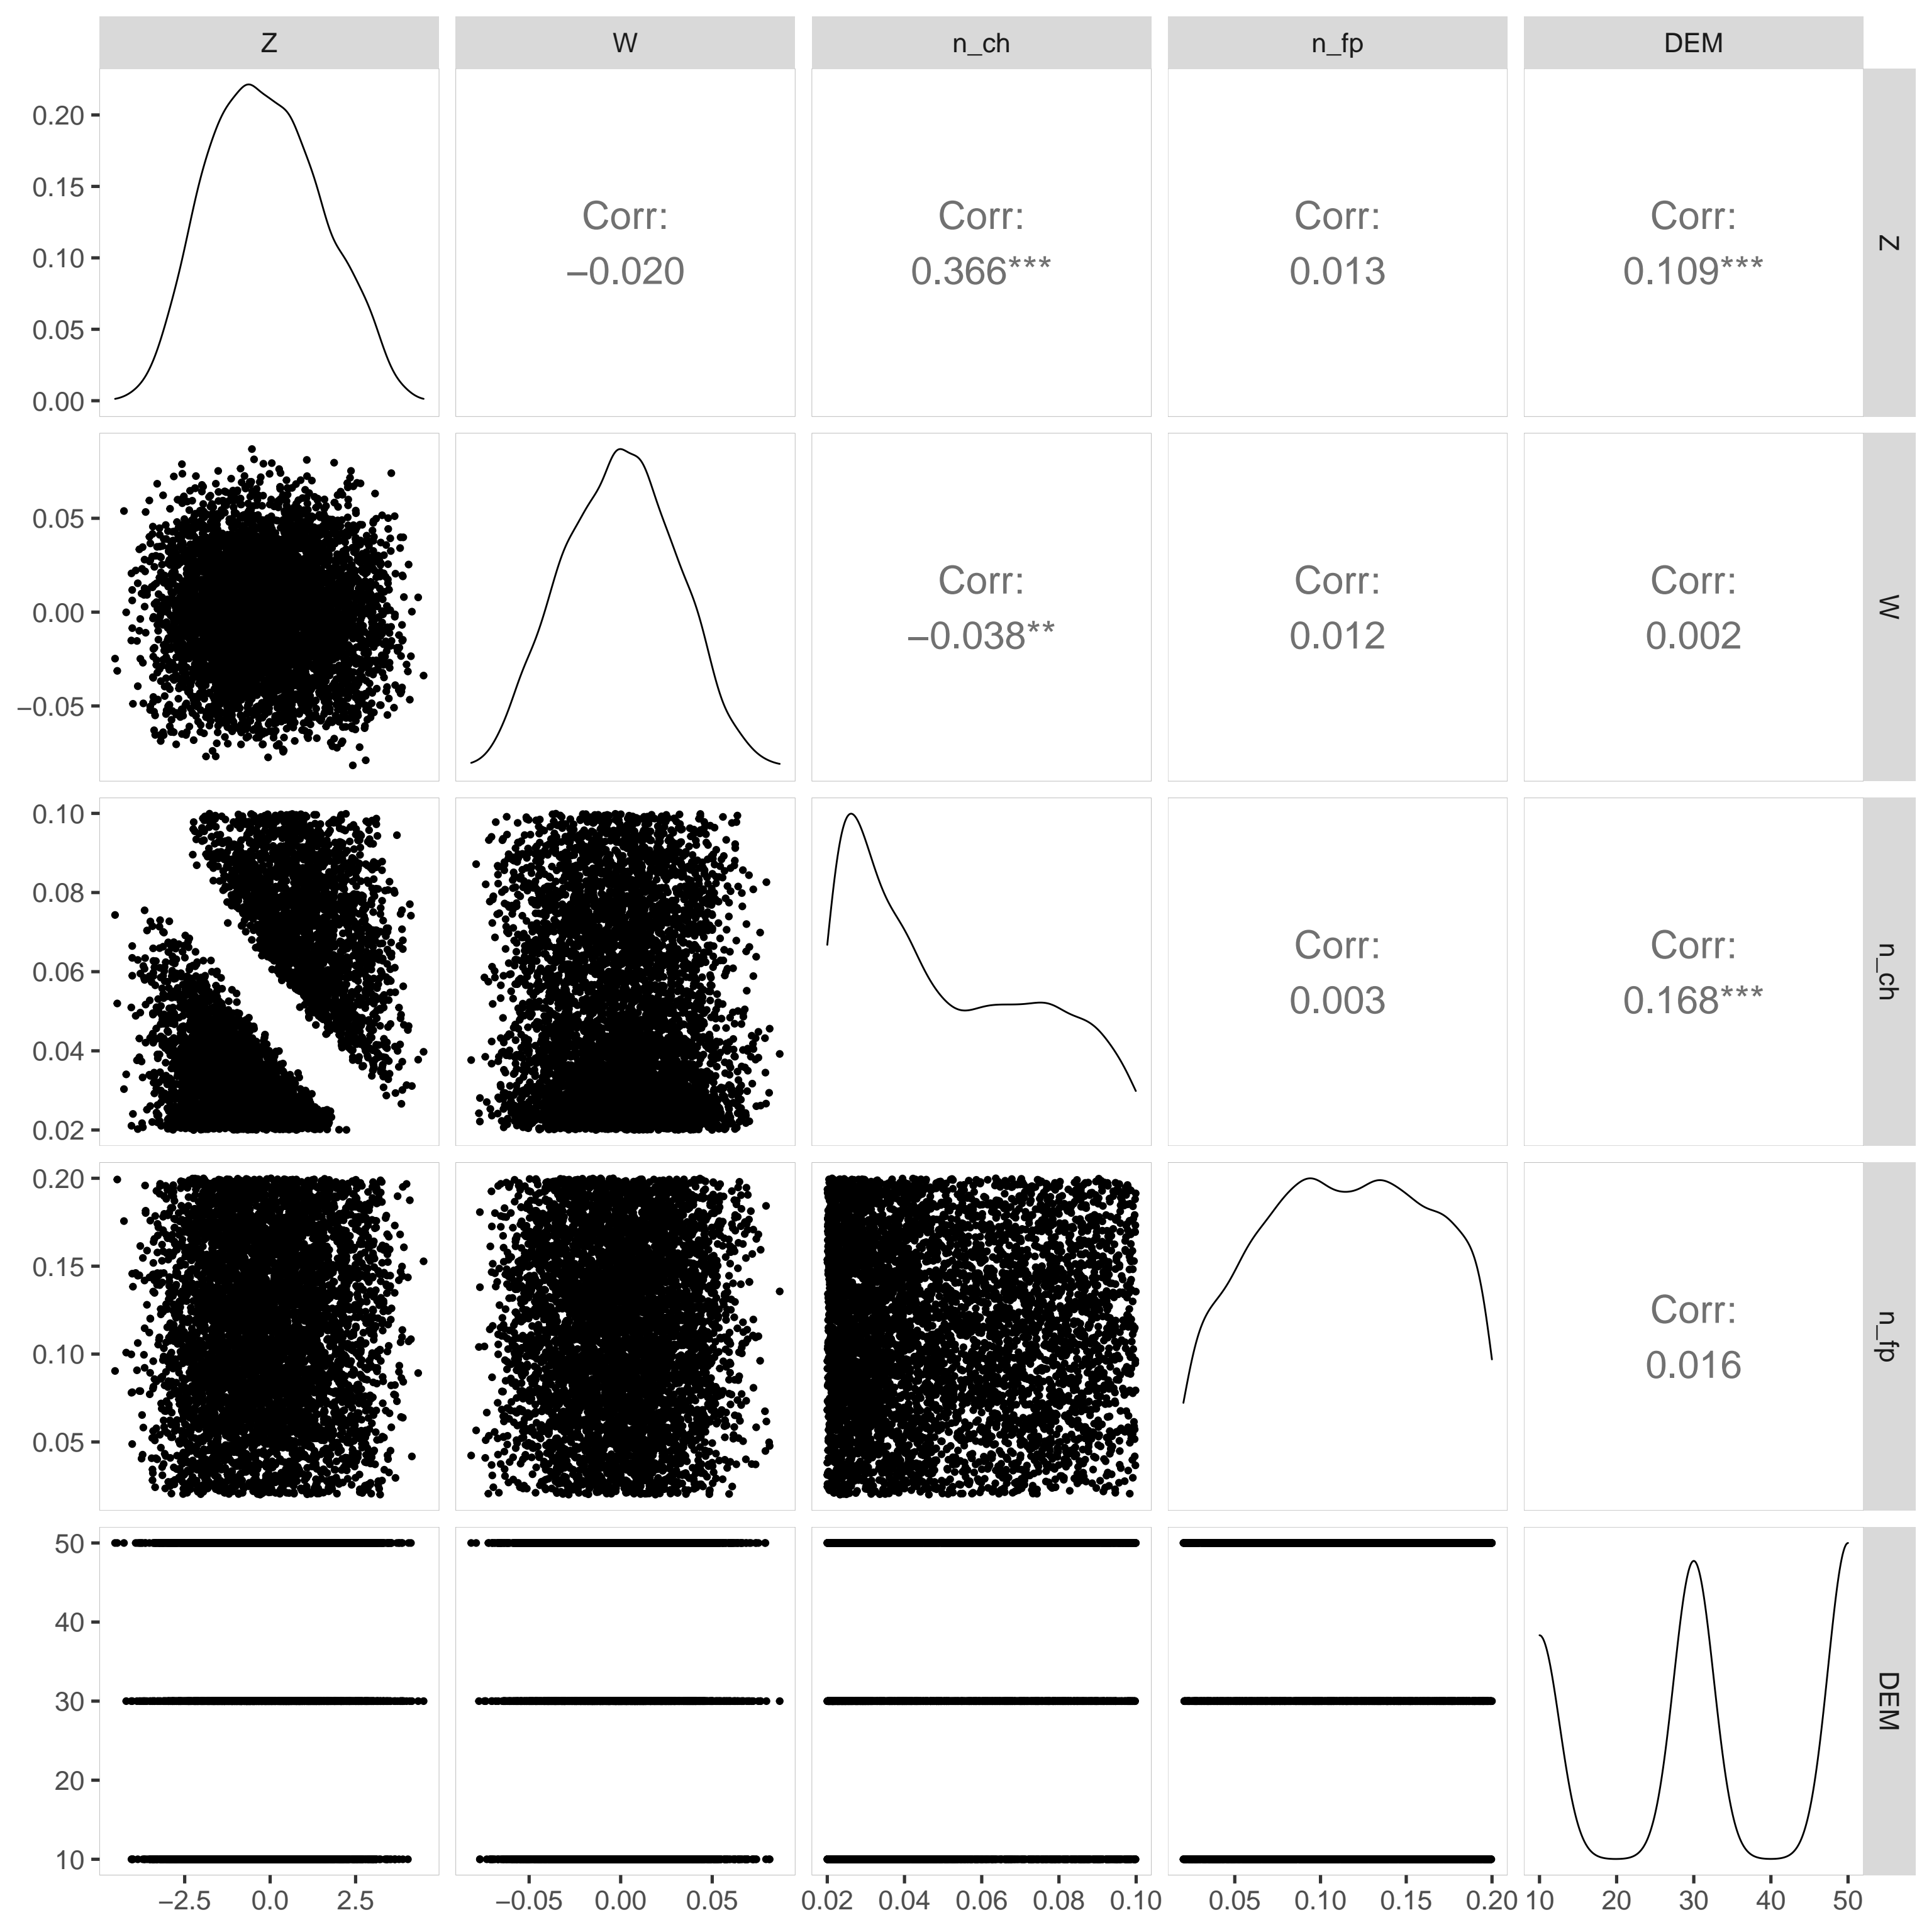 Z W n_ch n_fp DEM
0.20
0.15
0.10
0.05
0.00
Corr:
−0.020
Corr:
0.366***
Corr:
0.013
Corr:
0.109***
Z
0.05
0.00
−0.05
Corr:
−0.038**
Corr:
0.012
Corr:
0.002
W
0.10
0.08
0.06
0.04
0.02
Corr:
0.003
Corr:
0.168***
n_ch
0.20
0.15
0.10
0.05
Corr:
0.016
n_fp
50
40
30
20
10
DEM
−2.5 0.0 2.5 −0.05 0.00 0.05 0.02 0.04 0.06 0.08 0.10 0.05 0.10 0.15 0.20 10 20 30 40 50